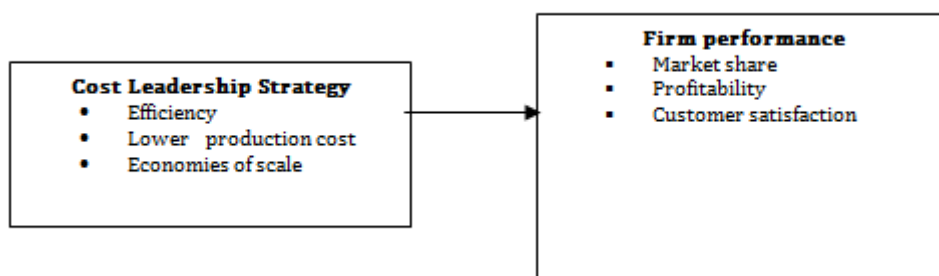 Cost Leadership Strategy
• Efficiency
• Lower production cost
• Economies of scale
Firm performance
▪ Market share
▪ Profitability
▪ Customer satisfaction